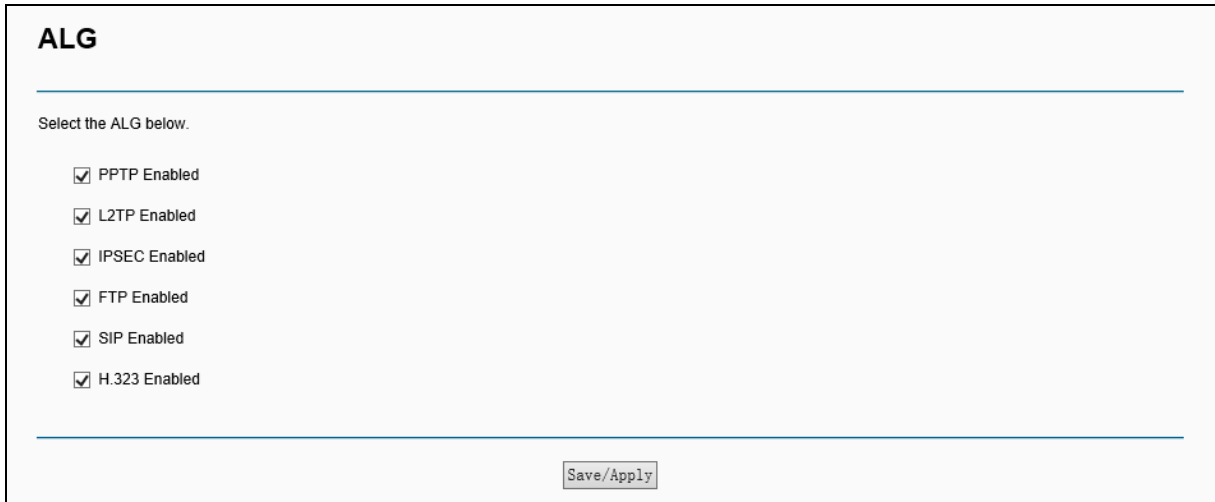 ALG
Select the ALG below.
PPTP Enabled
L2TP Enabled
IPSEC Enabled
FTP Enabled
SIP Enabled
H.323 Enabled
Save/Apply